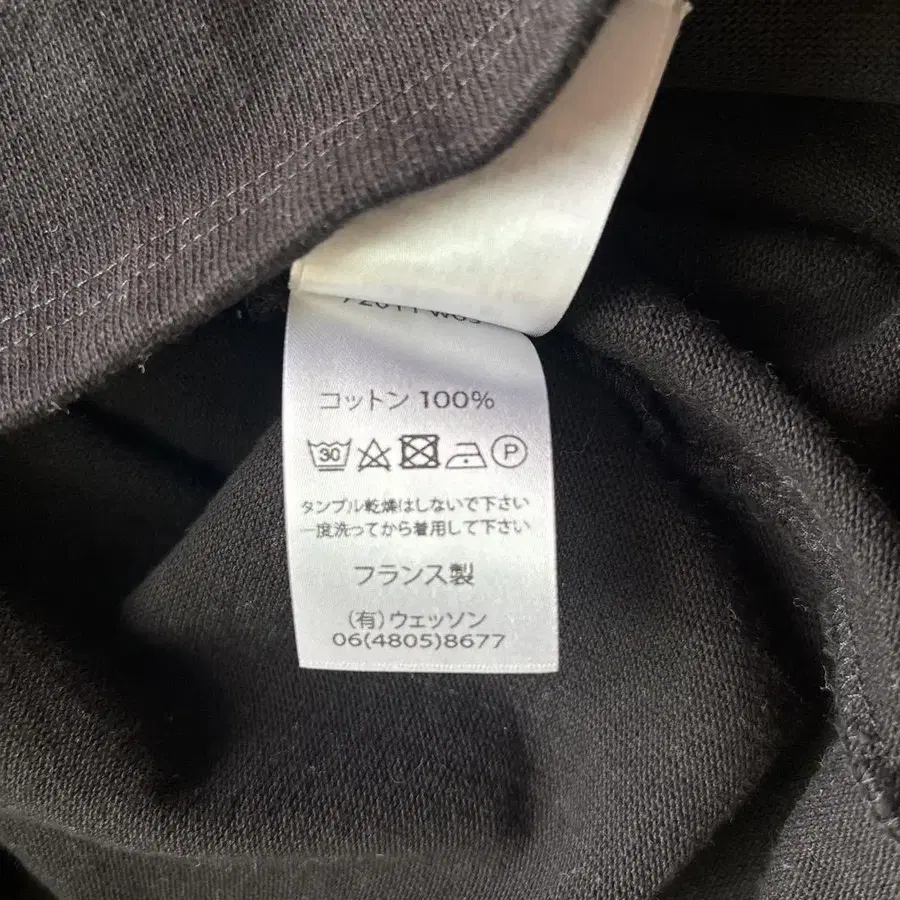 コットン 100%
30 P
タンブル乾燥はしないで下さい
一度洗ってから着用して下さい
フランス製
（有）ウェッソン
06(4805)8677